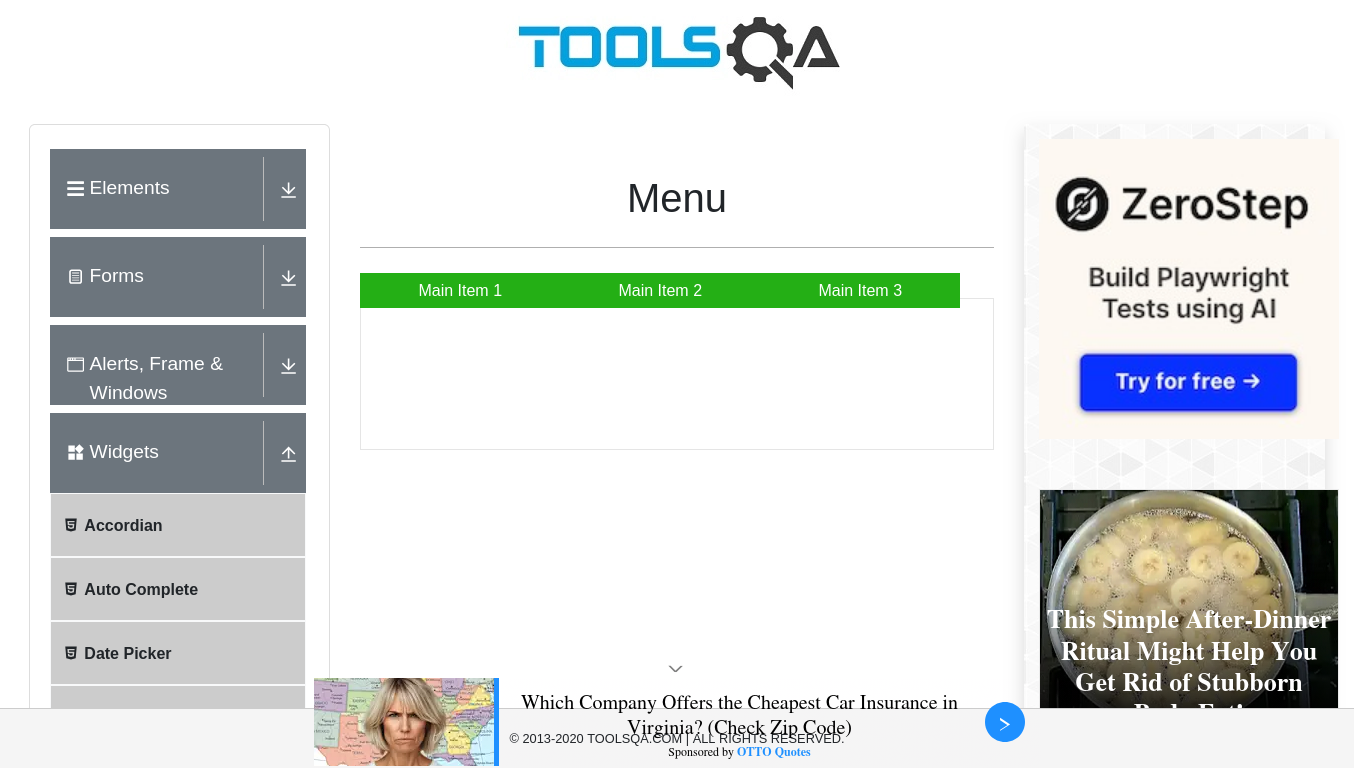 TOOLSQA
Elements
Forms
Alerts, Frame &
Windows
Widgets
Accordian
Auto Complete
Date Picker
Menu
Main Item 1
Main Item 2
Main Item 3
ZeroStep
Build Playwright
Tests using AI
Try for free →
This Simple After-Dinner
Ritual Might Help You
Get Rid of Stubborn
Which Company Offers the Cheapest Car Insurance in
Virginia? (Check Zip Code)
© 2013-2020 TOOLSQA.COM | ALL RIGHTS RESERVED.
Sponsored by OTTO Quotes